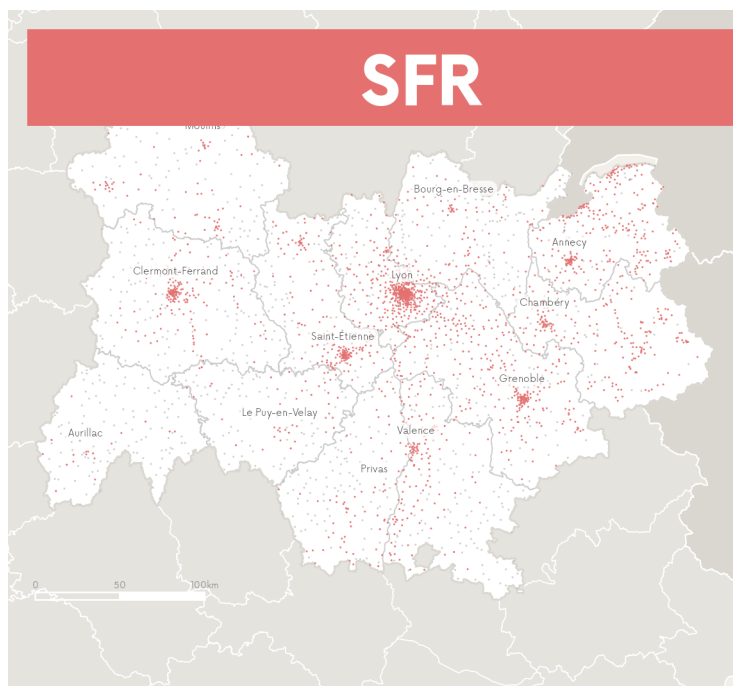 SFR
Bourg-en-Bresse
Annecy
Clermont-Ferrand
Lyon
Chambéry
Saint-Étienne
Grenoble
Le Puy-en-Velay
Valence
Aurillac
Privas
0 50 100km